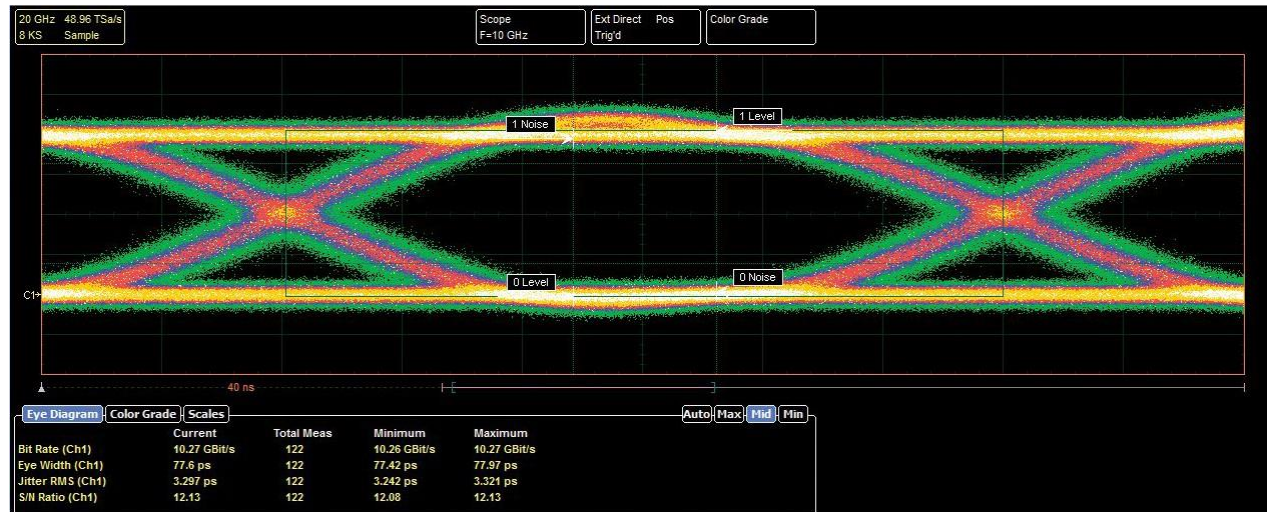 20 GHz 48.96 TSa/s
8 KS Sample
Scope
F=10 GHz
Ext Direct Pos
Trig'd
Color Grade
1 Noise
1 Level
0 Level
0 Noise
C1
40 ns
Eye Diagram Color Grade Scales Auto Max Mid Min
Current Total Meas Minimum Maximum
Bit Rate (Ch1) 10.27 GBit/s 122 10.26 GBit/s 10.27 GBit/s
Eye Width (Ch1) 77.6 ps 122 77.42 ps 77.97 ps
Jitter RMS (Ch1) 3.297 ps 122 3.242 ps 3.321 ps
S/N Ratio (Ch1) 12.13 122 12.08 12.13